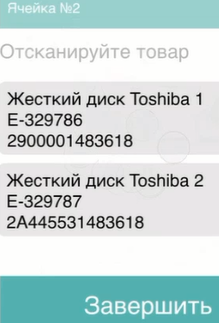 Ячейка №2
Отсканируйте товар
Жесткий диск Toshiba 1
E-329786
2900001483618
Жесткий диск Toshiba 2
E-329787
2A445531483618
Завершить